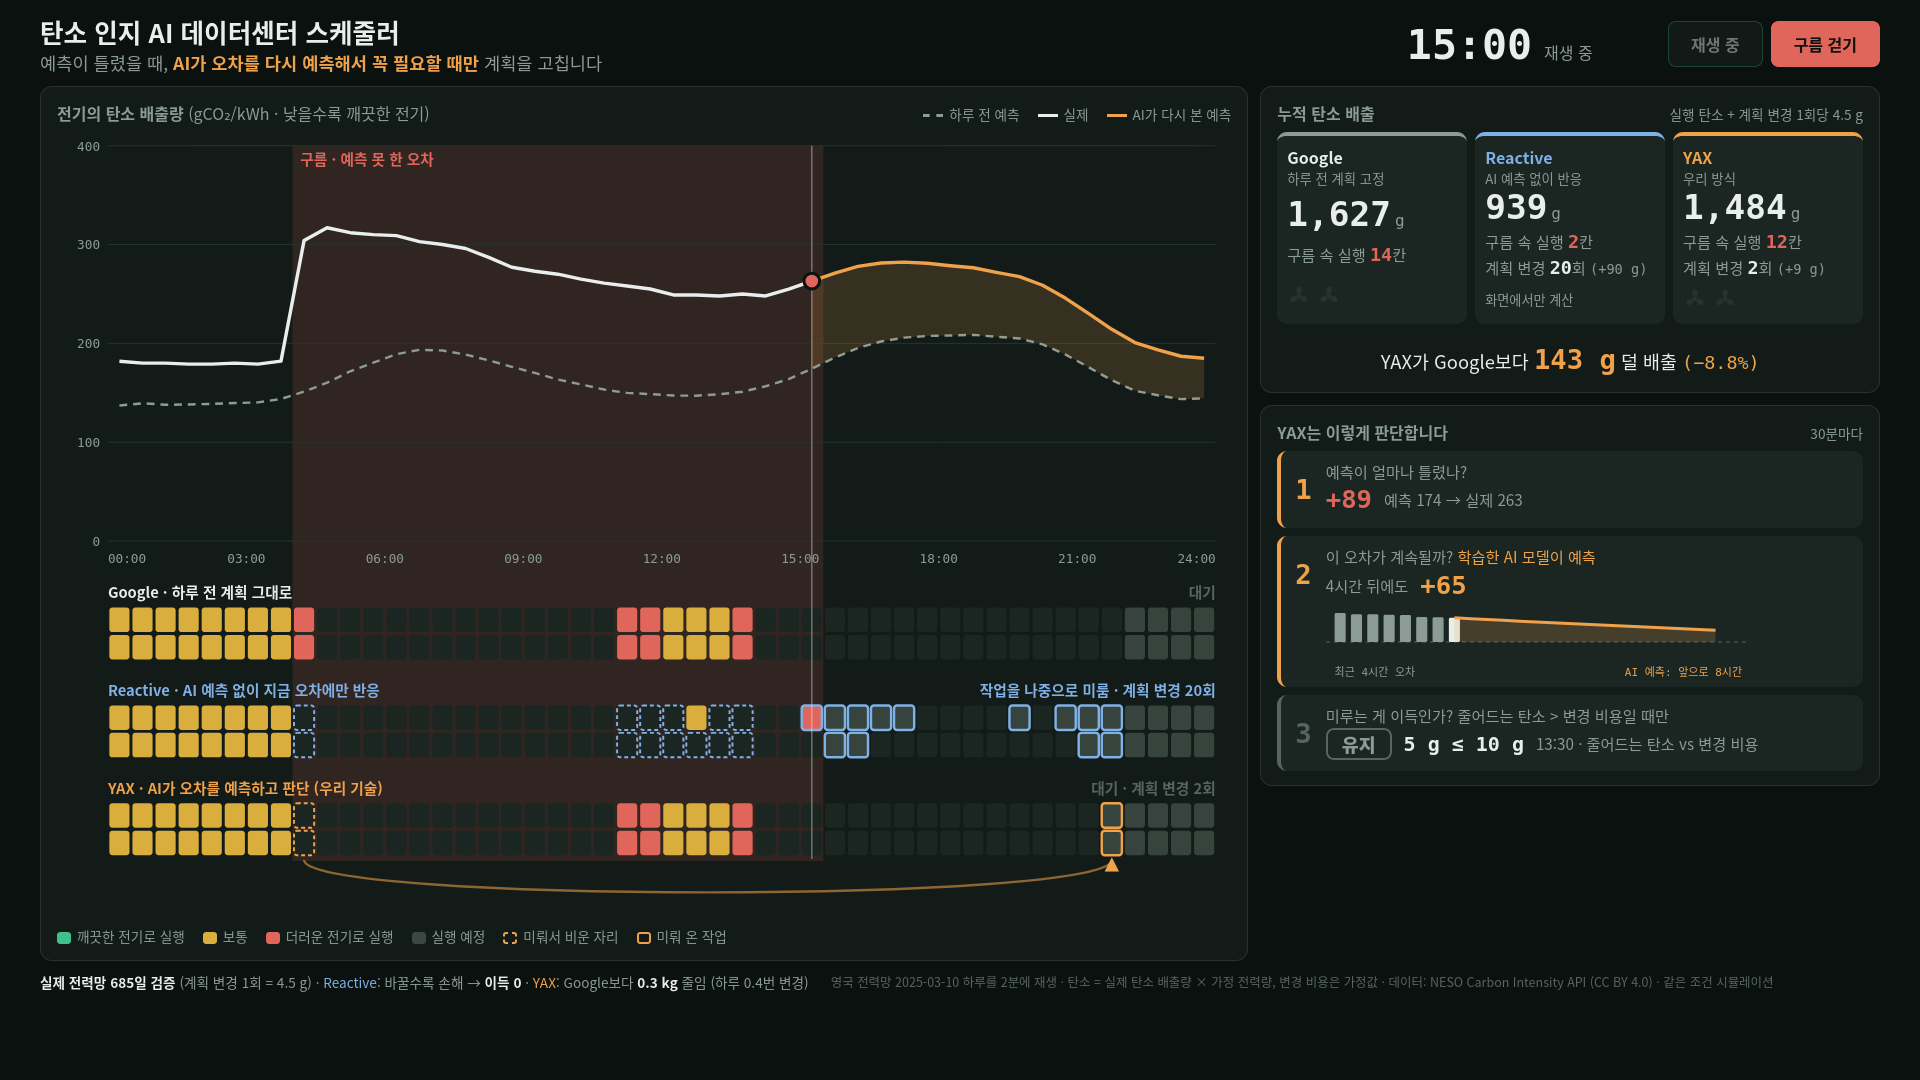 탄소 인지 AI 데이터센터 스케줄러
예측이 틀렸을 때, AI가 오차를 다시 예측해서 꼭 필요할 때만 계획을 고칩니다
15:00 재생 중
재생 중
구름 걷기
전기의 탄소 배출량 (gCO₂/kWh · 낮을수록 깨끗한 전기)
하루 전 예측 실제 AI가 다시 본 예측
구름 · 예측 못 한 오차
400
300
200
100
0
00:00 03:00 06:00 09:00 12:00 15:00 18:00 21:00 24:00
Google · 하루 전 계획 그대로 대기
Reactive · AI 예측 없이 지금 오차에만 반응 작업을 나중으로 미룸 · 계획 변경 20회
YAX · AI가 오차를 예측하고 판단 (우리 기술) 대기 · 계획 변경 2회
깨끗한 전기로 실행 보통 더러운 전기로 실행 실행 예정 미뤄서 비운 자리 미뤄 온 작업
누적 탄소 배출 실행 탄소 + 계획 변경 1회당 4.5 g
Google
하루 전 계획 고정
1,627 g
구름 속 실행 14칸
Reactive
AI 예측 없이 반응
939 g
구름 속 실행 2칸
계획 변경 20회 (+90 g)
화면에서만 계산
YAX
우리 방식
1,484 g
구름 속 실행 12칸
계획 변경 2회 (+9 g)
YAX가 Google보다 143 g 덜 배출 (−8.8%)
YAX는 이렇게 판단합니다 30분마다
1
예측이 얼마나 틀렸나?
+89 예측 174 → 실제 263
2
이 오차가 계속될까? 학습한 AI 모델이 예측
4시간 뒤에도 +65
최근 4시간 오차 AI 예측: 앞으로 8시간
3
미루는 게 이득인가? 줄어드는 탄소 > 변경 비용일 때만
유지 5 g ≤ 10 g 13:30 · 줄어드는 탄소 vs 변경 비용
실제 전력망 685일 검증 (계획 변경 1회 = 4.5 g) · Reactive: 바꿀수록 손해 → 이득 0 · YAX: Google보다 0.3 kg 줄임 (하루 0.4번 변경) 영국 전력망 2025-03-10 하루를 2분에 재생 · 탄소 = 실제 탄소 배출량 × 가정 전력량, 변경 비용은 가정값 · 데이터: NESO Carbon Intensity API (CC BY 4.0) · 같은 조건 시뮬레이션